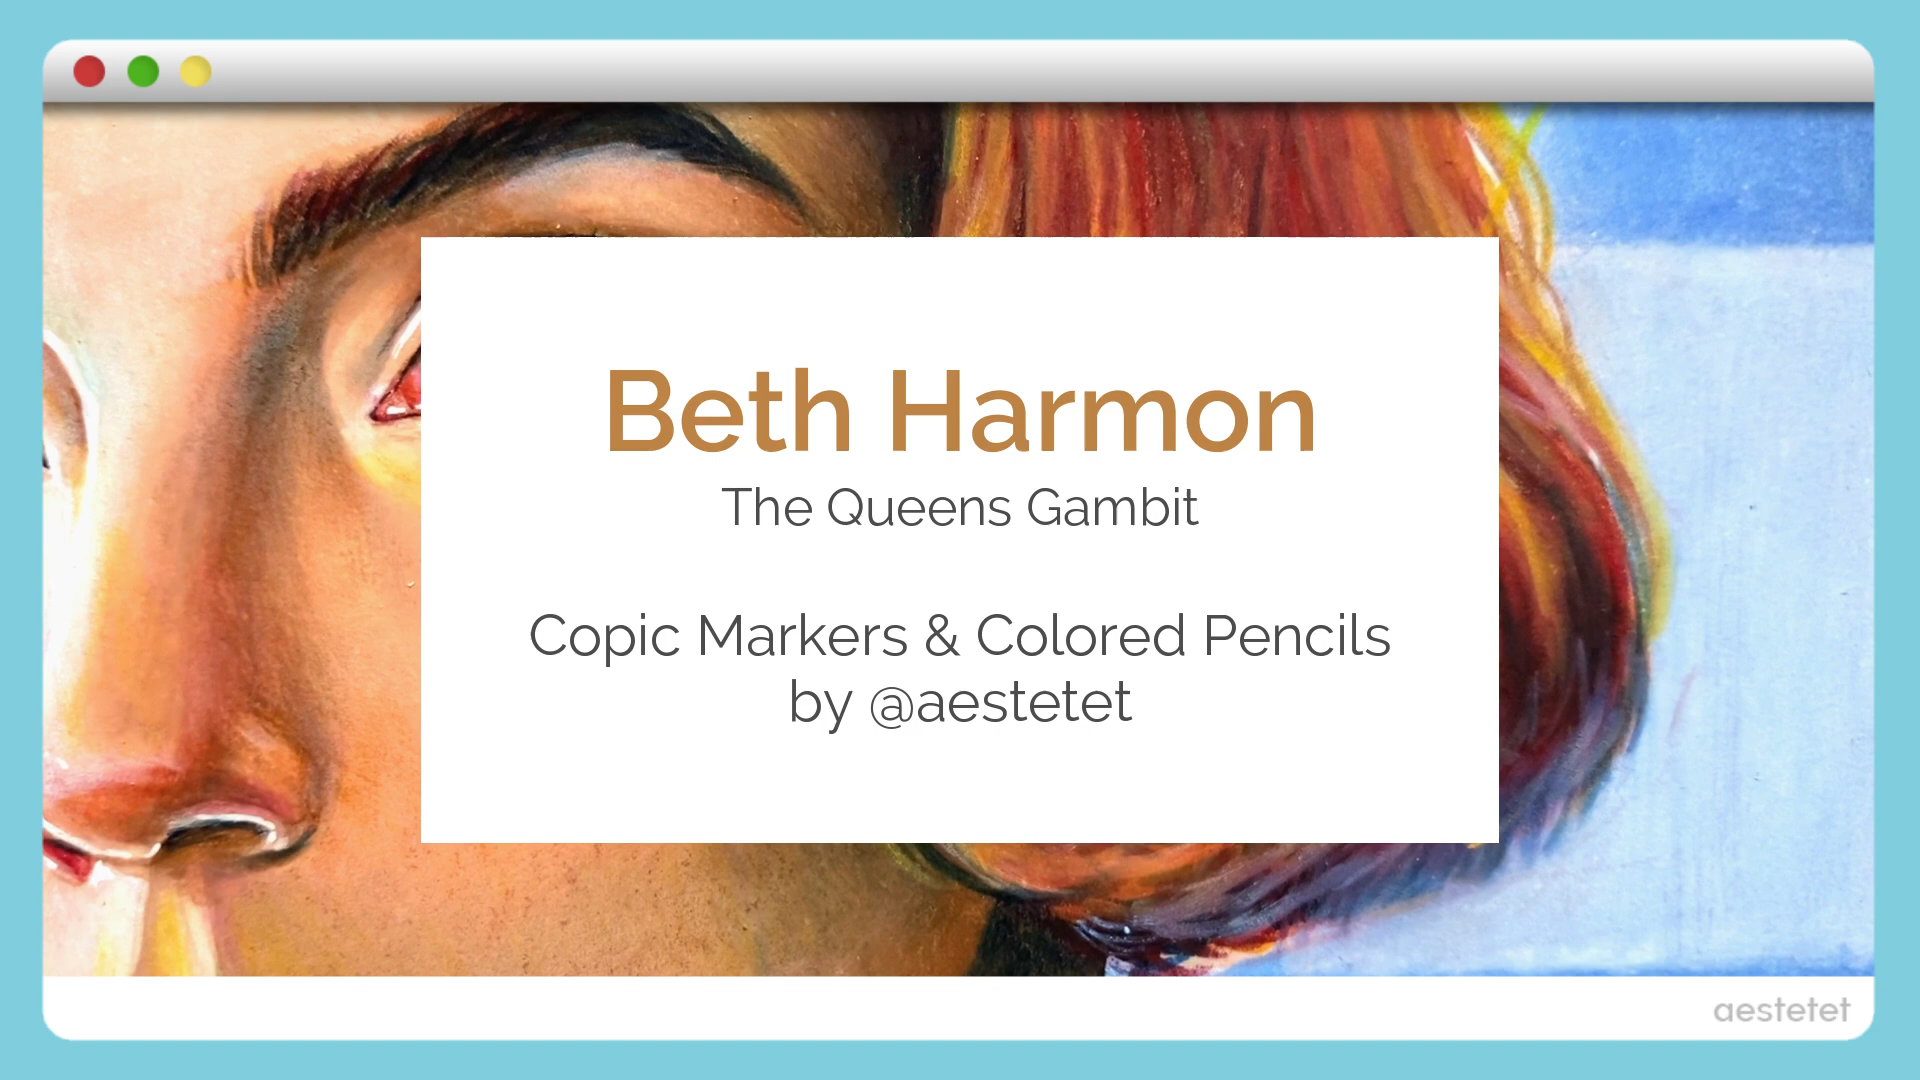 Beth Harmon
The Queens Gambit
Copic Markers & Colored Pencils
by @aestetet
aestetet